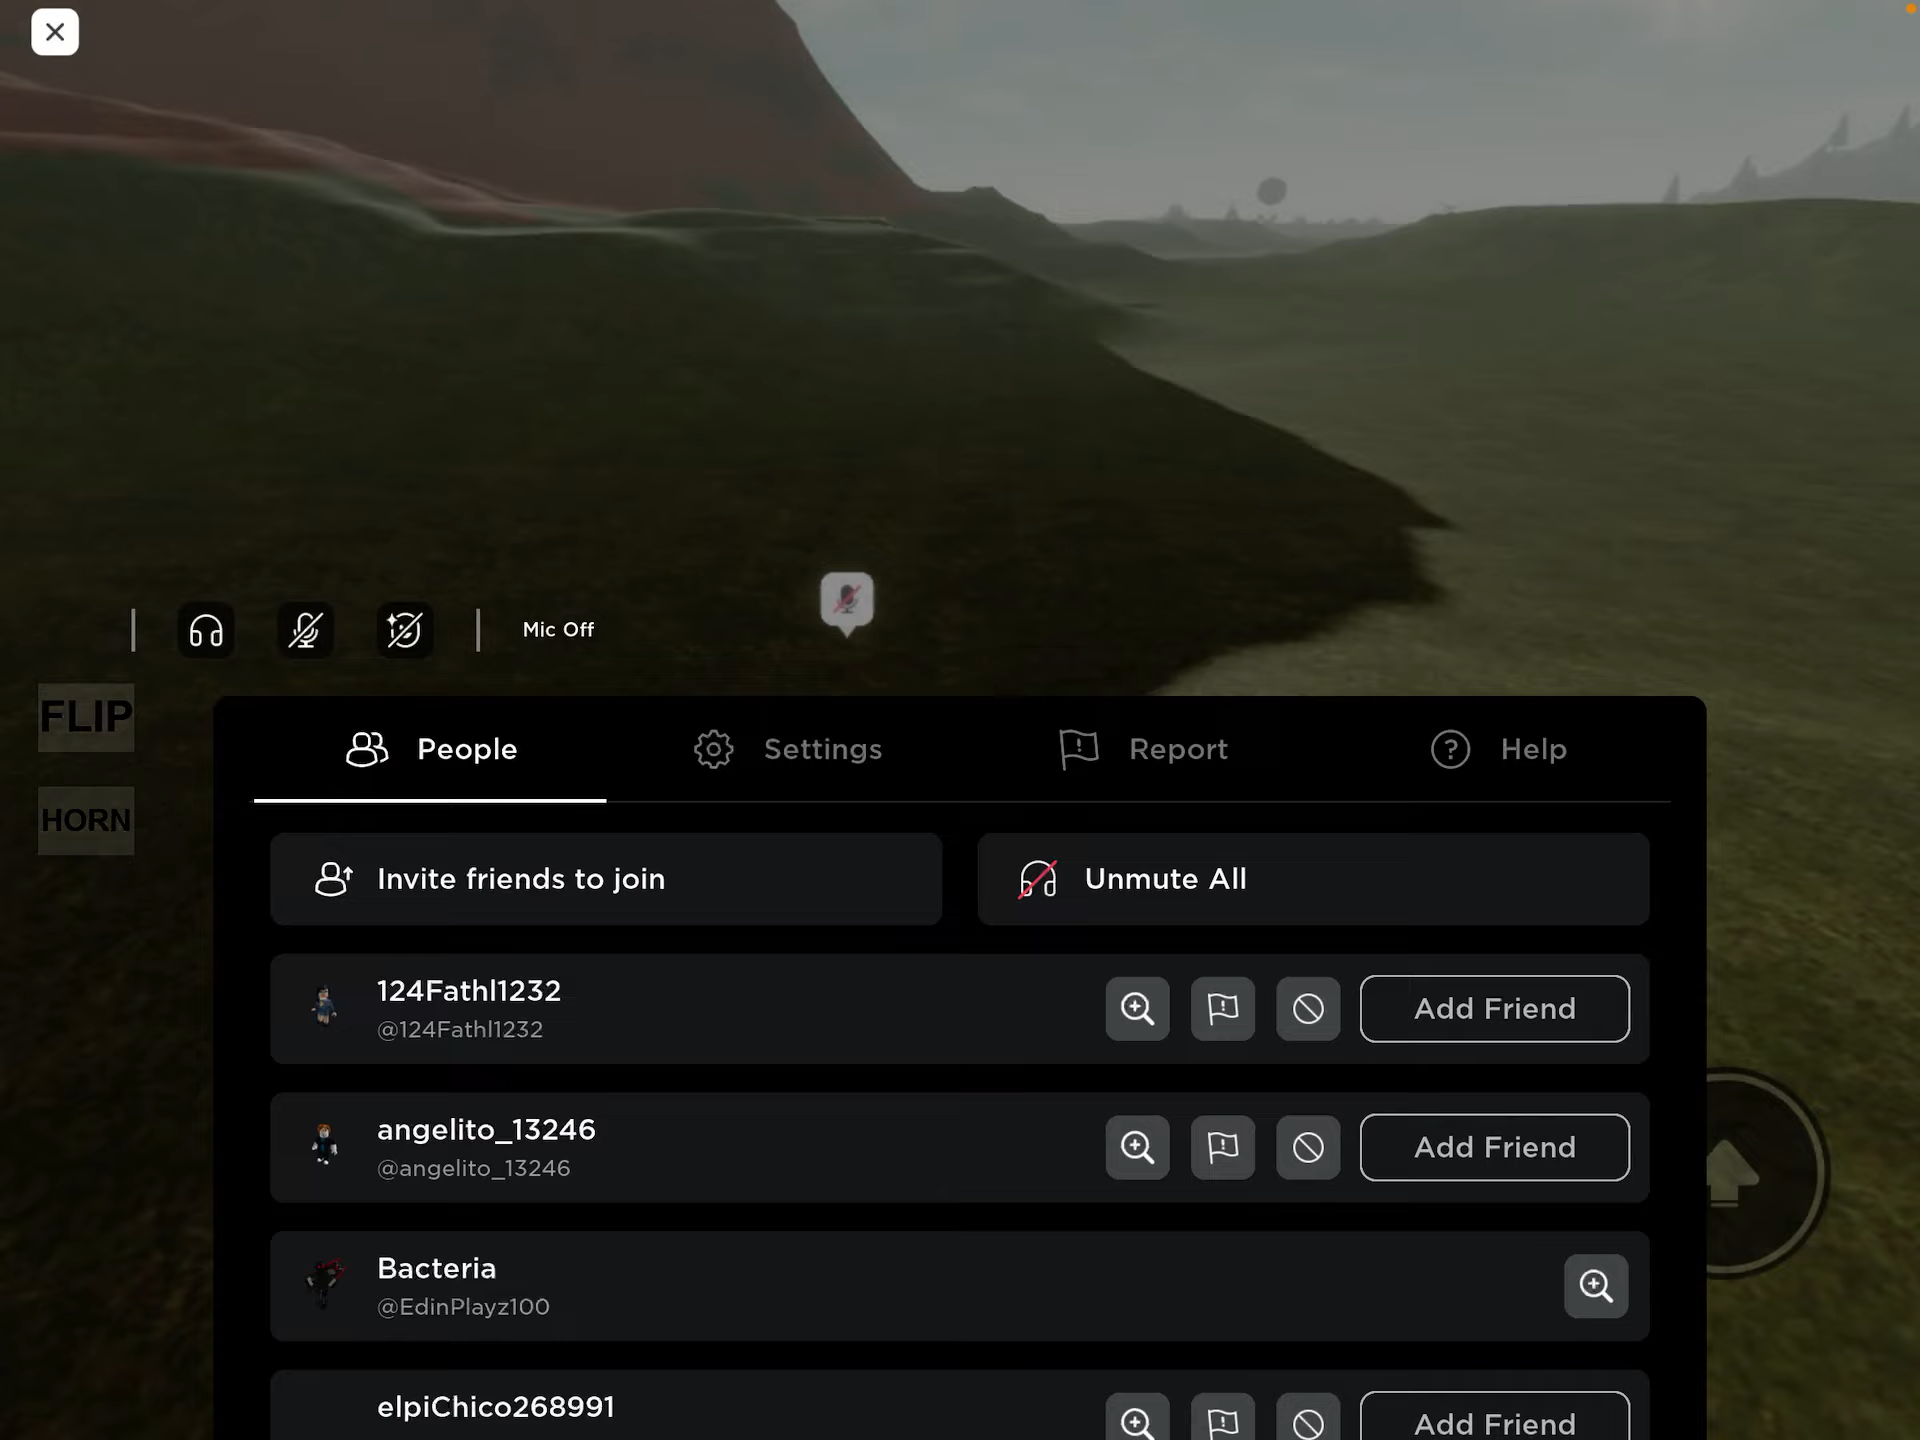 Mic Off
FLIP
HORN
People
Settings
Report
Help
Invite friends to join
Unmute All
124Fathl1232
@124Fathl1232
Add Friend
angelito_13246
@angelito_13246
Add Friend
Bacteria
@EdinPlayz100
elpiChico268991
Add Friend